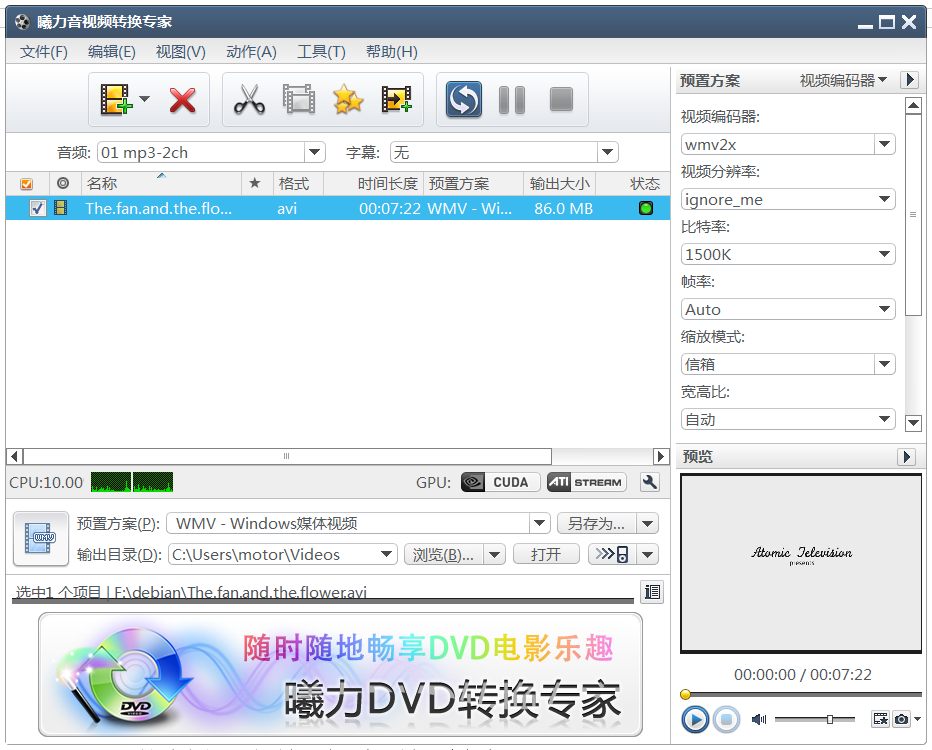 曦力音视频转换专家
文件(F) 编辑(E) 视图(V) 动作(A) 工具(T) 帮助(H)
音频: 01 mp3-2ch 字幕: 无
名称 ★ 格式 时间长度 预置方案 输出大小 状态
The.fan.and.the.flo... avi 00:07:22 WMV - Wi... 86.0 MB
CPU:10.00 GPU: CUDA ATI STREAM
预置方案(P): WMV - Windows媒体视频 另存为...
输出目录(D): C:\Users\motor\Videos 浏览(B)... 打开
选中1 个项目 | F:\debian\The.fan.and.the.flower.avi
随时随地畅享DVD电影乐趣
曦力DVD转换专家
DVD
预置方案 视频编码器
视频编码器:
wmv2x
视频分辨率:
ignore_me
比特率:
1500K
帧率:
Auto
缩放模式:
信箱
宽高比:
自动
预览
Atomic Television
presents
00:00:00 / 00:07:22